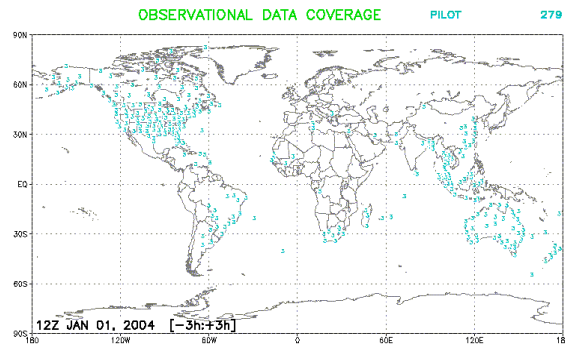 OBSERVATIONAL DATA COVERAGE PILOT 279
90N
60N
30N
EQ
30S
60S
12Z JAN 01, 2004 [-3h:+3h]
90S
180 120W 60W 0 60E 120E 18